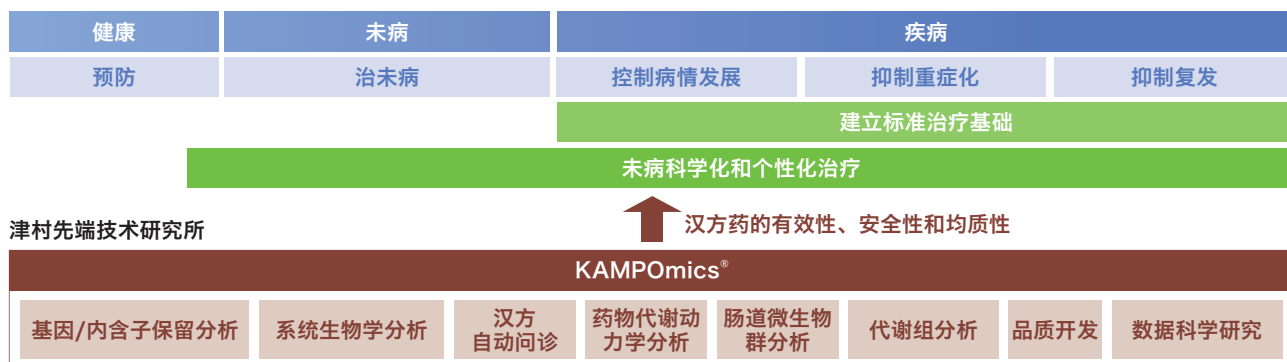 健康 未病 疾病
预防 治未病 控制病情发展 抑制重症化 抑制复发
建立标准治疗基础
未病科学化和个性化治疗
汉方药的有效性、安全性和均质性
津村先端技术研究所
KAMPOmics®
基因/内含子保留分析
系统生物学分析
汉方
自动问诊
药物代谢动
力学分析
肠道微生物
群分析
代谢组分析
品质开发
数据科学研究